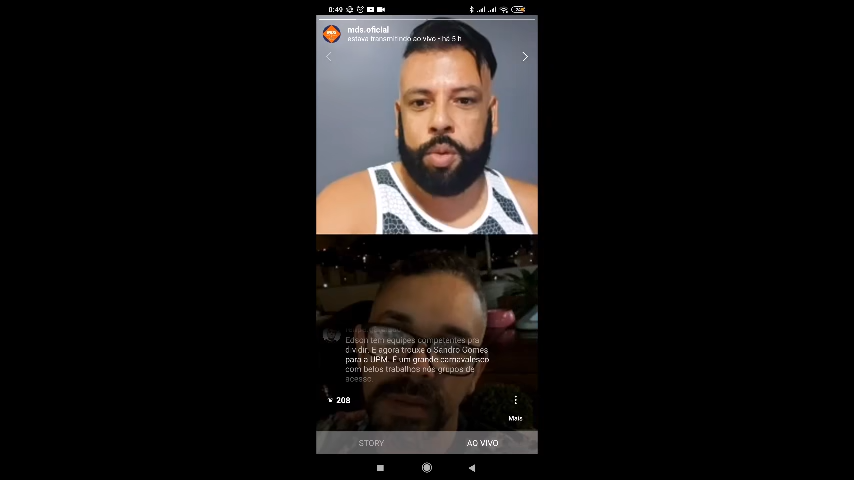 0:49
mds.oficial
estava transmitindo ao vivo • há 5 h
Edson tem equipes competentes pra
dividir. E agora trouxe o Sandro Gomes
para a UPM. É um grande carnavalesco
com belos trabalhos nos grupos de
acesso.
208
Mais
STORY
AO VIVO